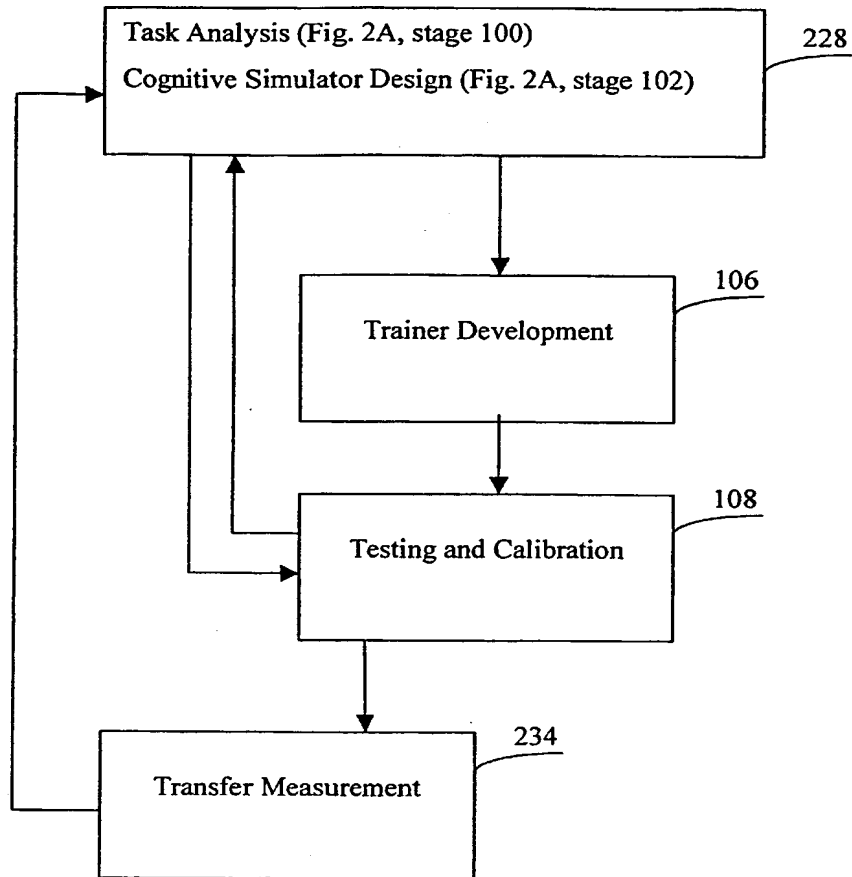 Task Analysis (Fig. 2A, stage 100)
228
Cognitive Simulator Design (Fig. 2A, stage 102)
106
Trainer Development
108
Testing and Calibration
234
Transfer Measurement